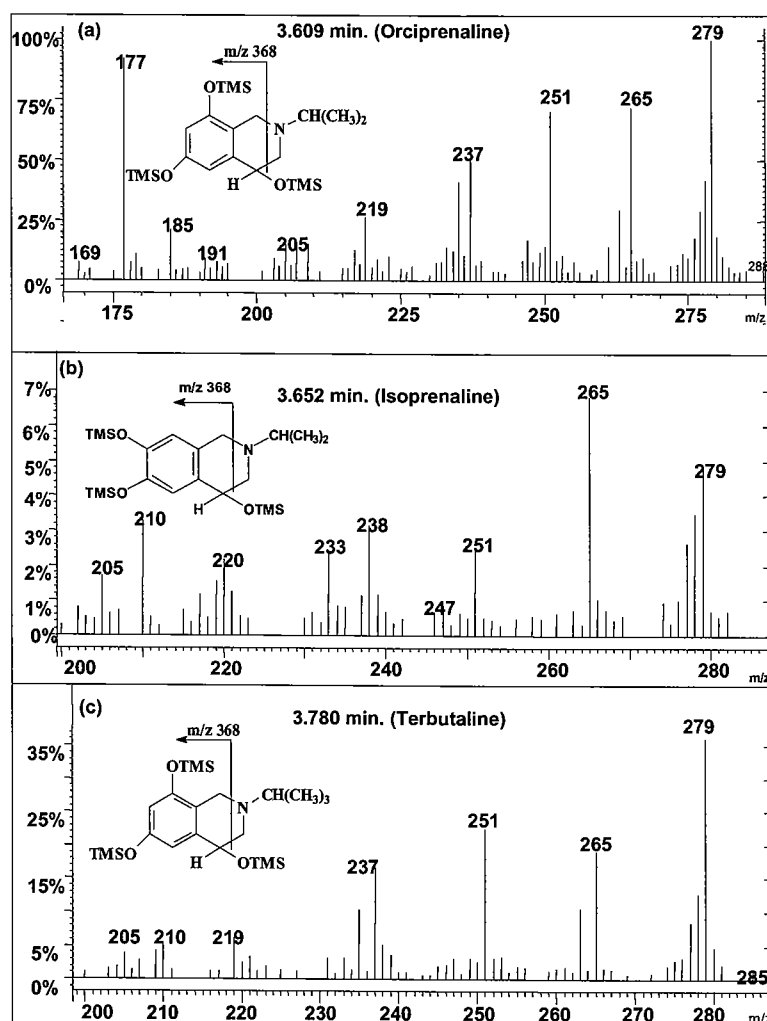 (a)
3.609 min. (Orciprenaline)
m/z 368
OTMS
N
CH(CH₃)₂
TMSO
H
OTMS
100%
75%
50%
25%
0%
169
177
185
191
205
219
237
251
265
279
288
175
200
225
250
275
m/z
(b)
3.652 min. (Isoprenaline)
m/z 368
TMSO
N
CH(CH₃)₂
TMSO
H
OTMS
7%
6%
5%
4%
3%
2%
1%
0%
205
210
220
233
238
247
251
265
279
200
220
240
260
280
m/z
(c)
3.780 min. (Terbutaline)
m/z 368
OTMS
N
CH(CH₃)₃
TMSO
H
OTMS
35%
25%
15%
5%
0%
205
210
219
237
251
265
279
285
200
210
220
230
240
250
260
270
280
m/z